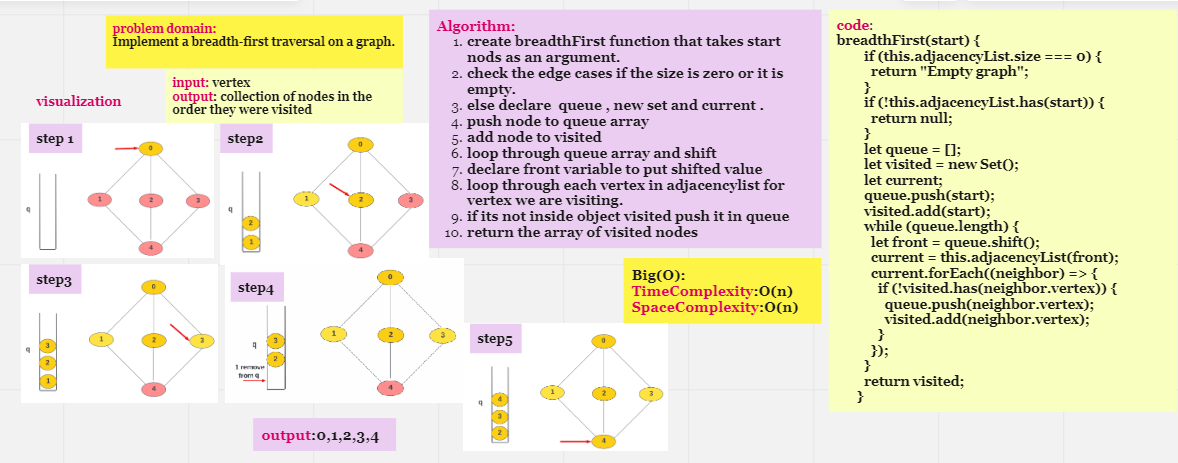 problem domain:
Implement a breadth-first traversal on a graph.
input: vertex
output: collection of nodes in the
order they were visited
visualization
step 1
q
0
1
2
3
4
step2
q
2
1
0
1
2
3
4
step3
q
3
2
1
0
1
2
3
4
step4
q
3
2
1 remove
from q
0
1
2
3
4
step5
q
4
3
2
0
1
2
3
4
output:0,1,2,3,4
Algorithm:
1. create breadthFirst function that takes start
nods as an argument.
2. check the edge cases if the size is zero or it is
empty.
3. else declare queue , new set and current .
4. push node to queue array
5. add node to visited
6. loop through queue array and shift
7. declare front variable to put shifted value
8. loop through each vertex in adjacencylist for
vertex we are visiting.
9. if its not inside object visited push it in queue
10. return the array of visited nodes
Big(O):
TimeComplexity:O(n)
SpaceComplexity:O(n)
code:
breadthFirst(start) {
if (this.adjacencyList.size === 0) {
return "Empty graph";
}
if (!this.adjacencyList.has(start)) {
return null;
}
let queue = [];
let visited = new Set();
let current;
queue.push(start);
visited.add(start);
while (queue.length) {
let front = queue.shift();
current = this.adjacencyList(front);
current.forEach((neighbor) => {
if (!visited.has(neighbor.vertex)) {
queue.push(neighbor.vertex);
visited.add(neighbor.vertex);
}
});
}
return visited;
}